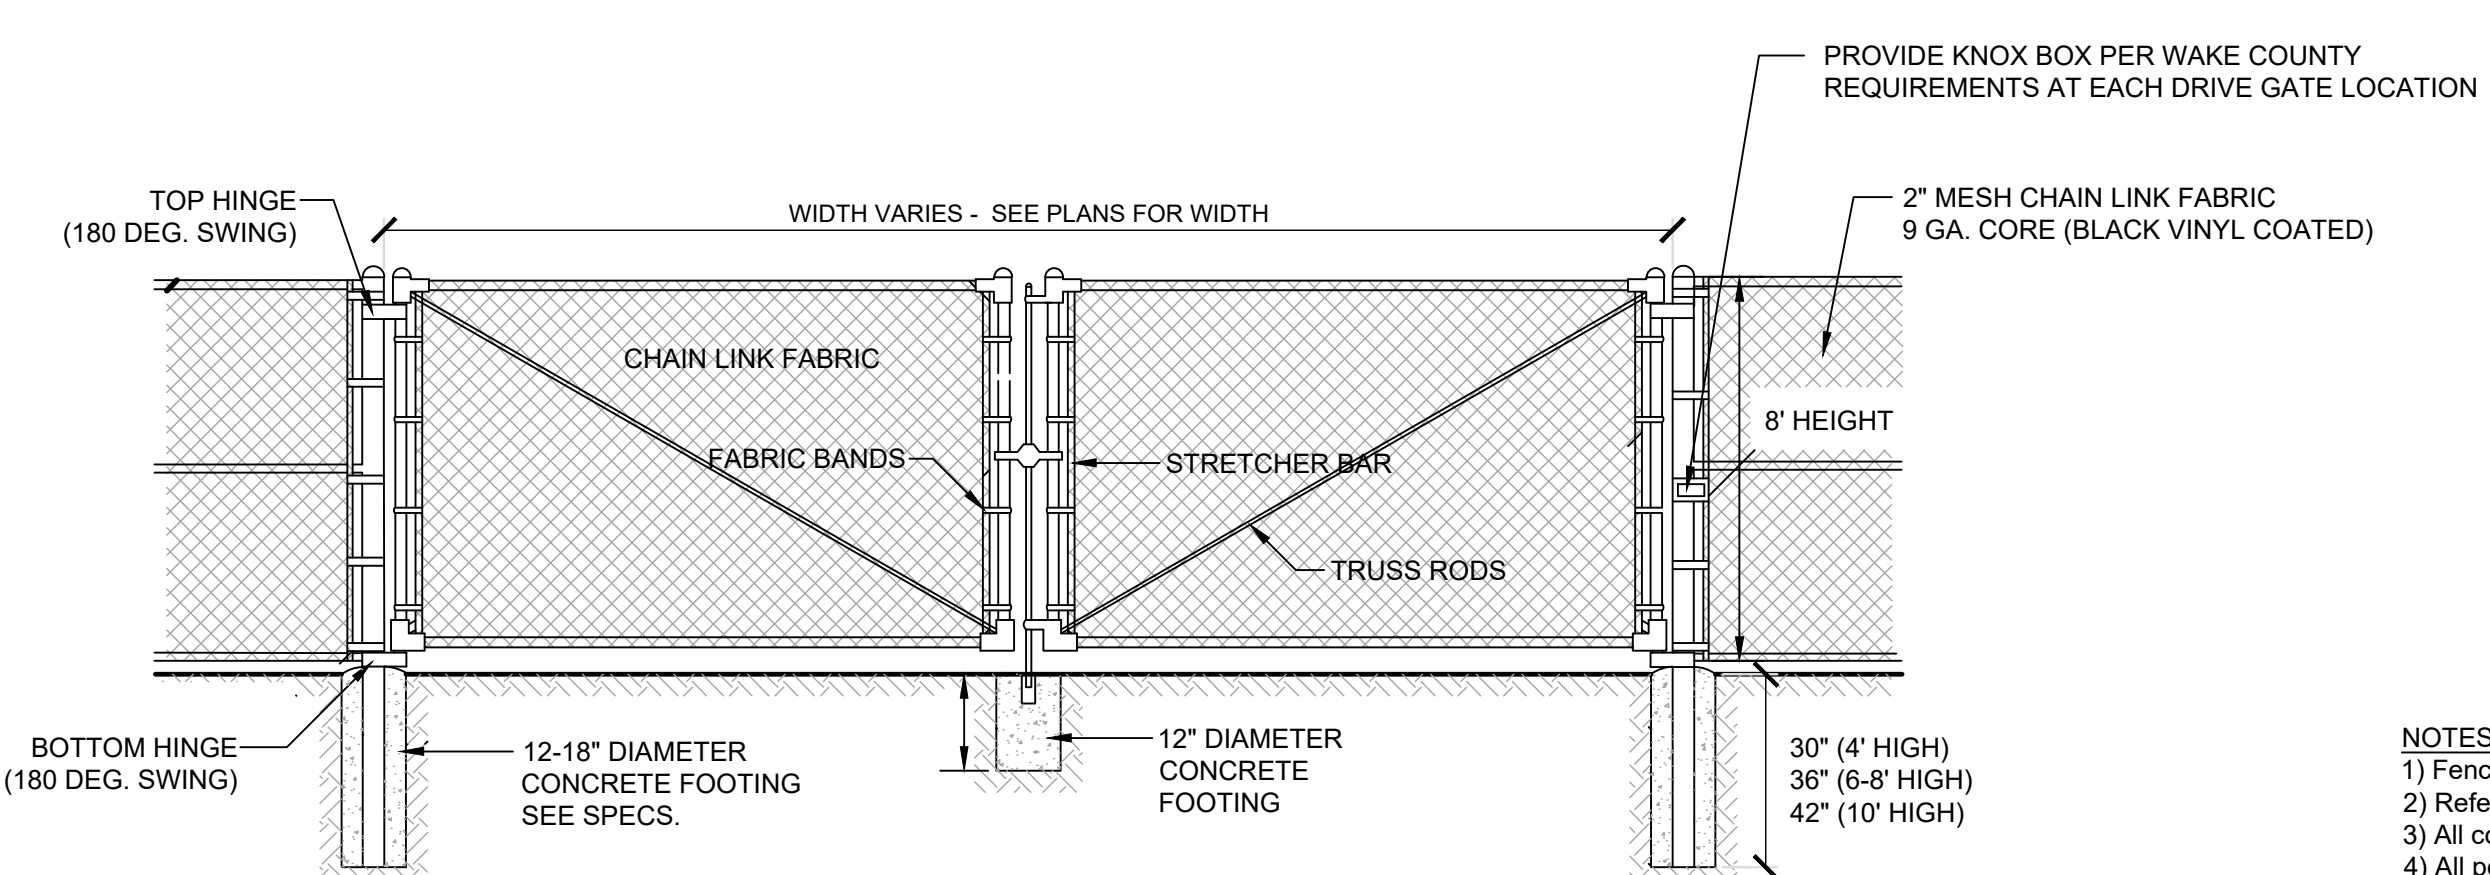 PROVIDE KNOX BOX PER WAKE COUNTY
REQUIREMENTS AT EACH DRIVE GATE LOCATION
TOP HINGE
(180 DEG. SWING)
WIDTH VARIES - SEE PLANS FOR WIDTH
2" MESH CHAIN LINK FABRIC
9 GA. CORE (BLACK VINYL COATED)
CHAIN LINK FABRIC
8' HEIGHT
FABRIC BANDS
STRETCHER BAR
TRUSS RODS
BOTTOM HINGE
(180 DEG. SWING)
12-18" DIAMETER
CONCRETE FOOTING
SEE SPECS.
12" DIAMETER
CONCRETE
FOOTING
30" (4' HIGH)
36" (6-8' HIGH)
42" (10' HIGH)
NOTES
1) Fenc
2) Refe
3) All co
4) All po